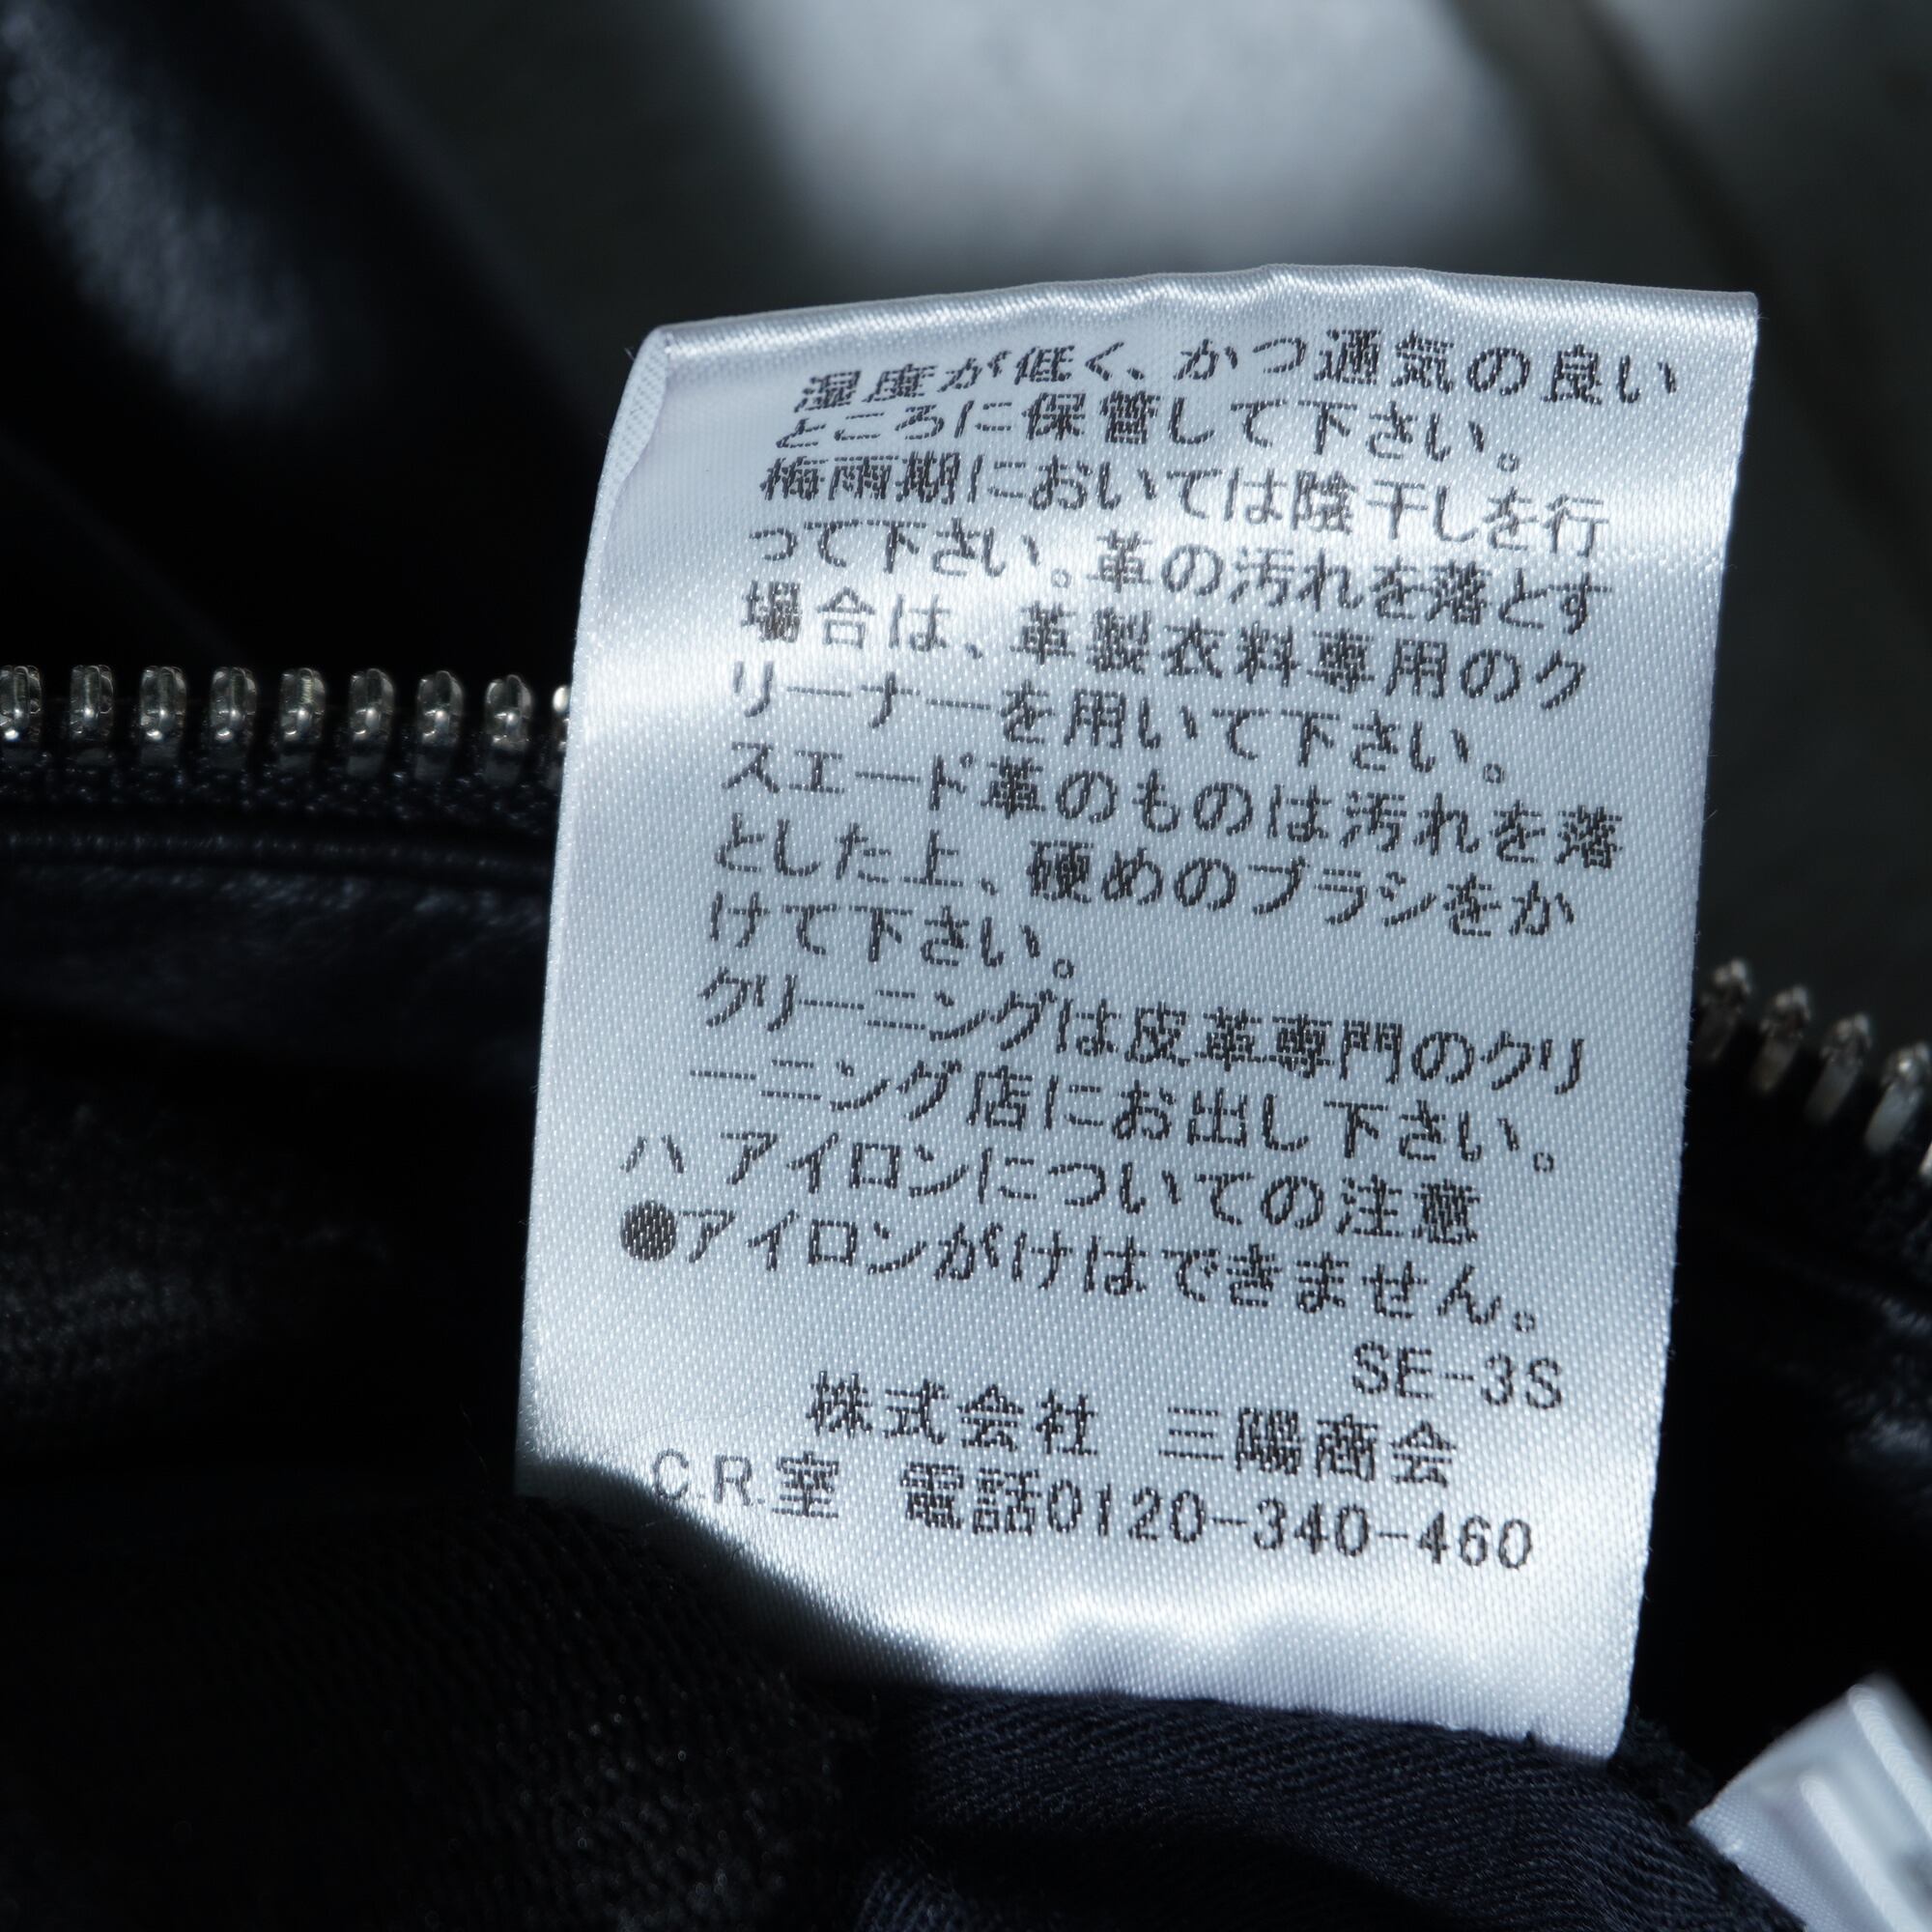 湿度が低く、かつ通気の良い
ところに保管して下さい。
梅雨期においては陰干しを行
って下さい。革の汚れを落とす
場合は、革製衣料専用のク
リーナーを用いて下さい。
スエード革のものは汚れを落
とした上、硬めのブラシをか
けて下さい。
クリーニングは皮革専門のクリ
ーニング店にお出し下さい。
ハ アイロンについての注意
●アイロンがけはできません。
SE-3S
株式会社 三陽商会
C.R.室 電話0120-340-460